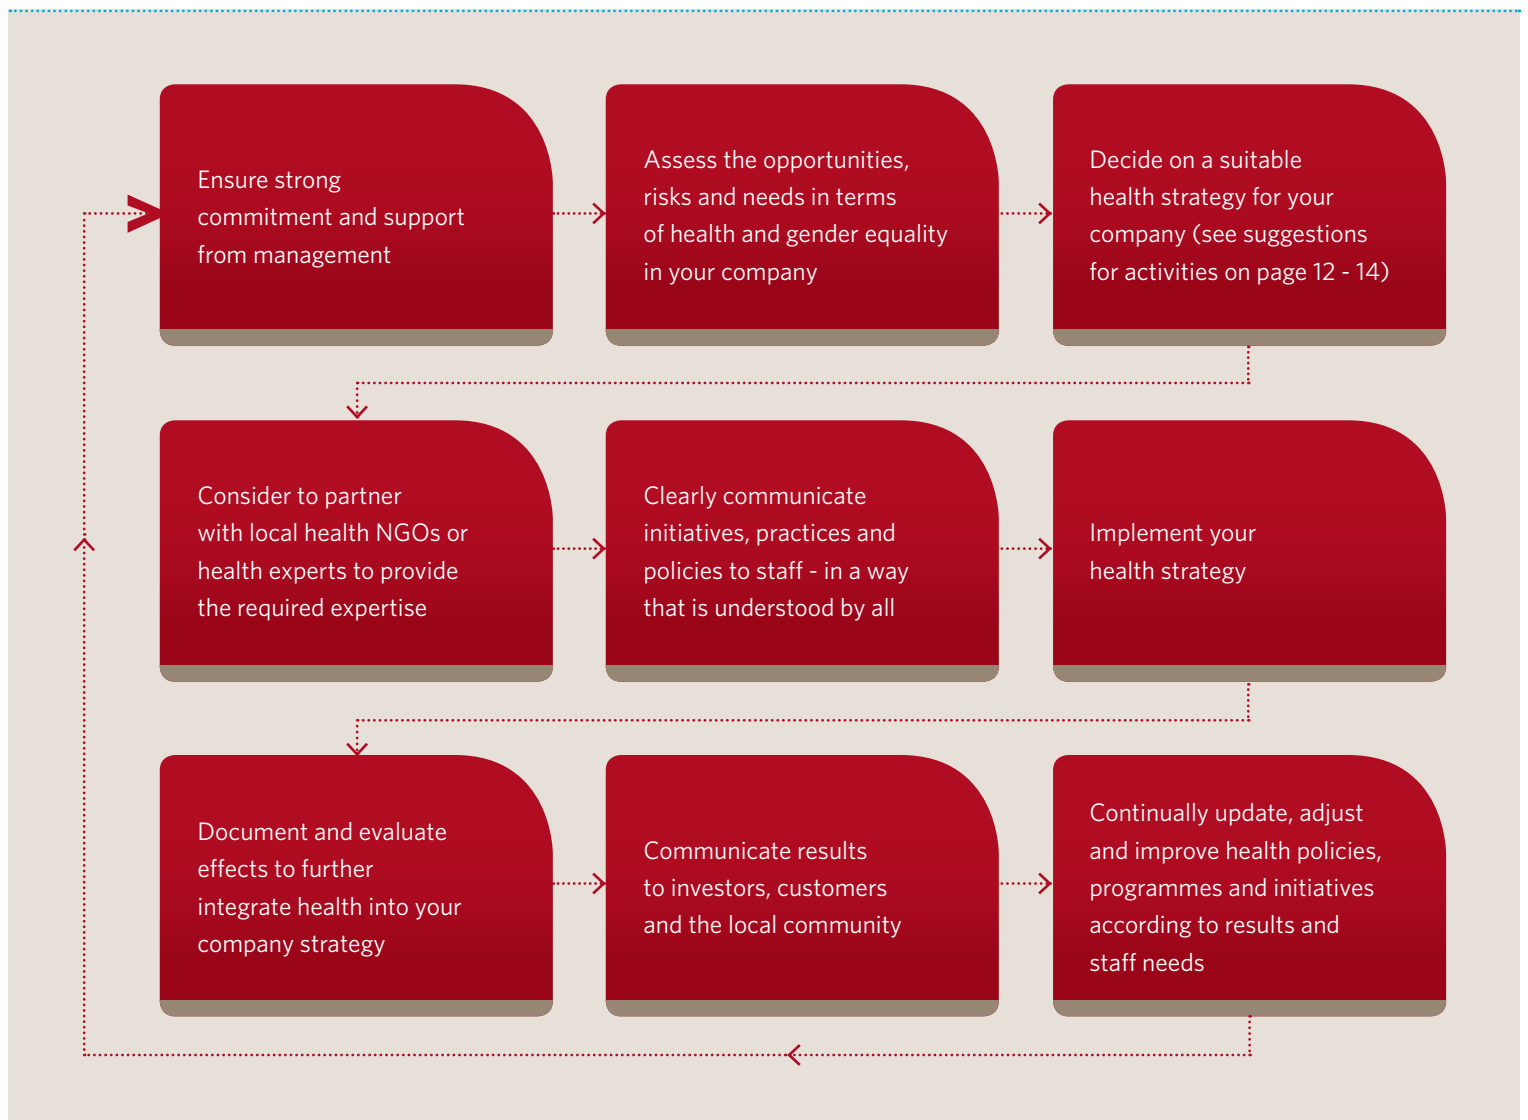 Ensure strong
commitment and support
from management
Assess the opportunities,
risks and needs in terms
of health and gender equality
in your company
Decide on a suitable
health strategy for your
company (see suggestions
for activities on page 12 - 14)
Consider to partner
with local health NGOs or
health experts to provide
the required expertise
Clearly communicate
initiatives, practices and
policies to staff - in a way
that is understood by all
Implement your
health strategy
Document and evaluate
effects to further
integrate health into your
company strategy
Communicate results
to investors, customers
and the local community
Continually update, adjust
and improve health policies,
programmes and initiatives
according to results and
staff needs